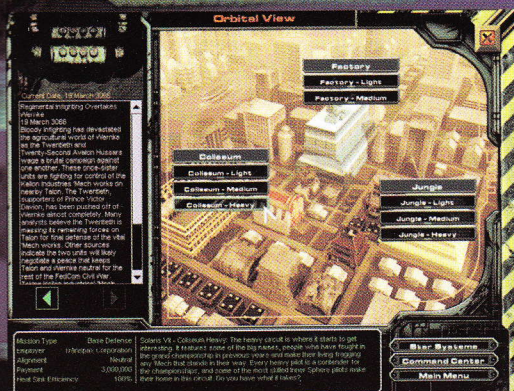 Orbital View
Current Date: 19 March 3066
Regimental Infighting Overtakes
Wernke
19 March 3066
Bloody infighting has devastated
the agricultural world of Wernke
as the Twentieth and
Twenty-Second Avalon Hussars
wage a brutal campaign against
one another. These once-sister
units are fighting for control of the
Kallon Industries 'Mech works on
nearby Talon. The Twentieth,
supporters of Prince Victor
Davion, has been pushed off of
Wernke almost completely. Many
analysts believe the Twentieth is
massing its remaining forces on
Talon for final defense of the vital
'Mech works. Other sources
indicate the two units will likely
negotiate a peace that keeps
Talon and Wernke neutral for the
rest of the FedCom Civil War.
Factory
Factory - Light
Factory - Medium
Coliseum
Coliseum - Light
Coliseum - Medium
Coliseum - Heavy
Jungle
Jungle - Light
Jungle - Medium
Jungle - Heavy
Mission Type Base Defense
Employer Transpac Corporation
Alignment Neutral
Payment 3,000,000
Heat Sink Efficiency 100%
Solaris VII - Coliseum Heavy: The heavy circuit is where it starts to get
interesting. It features some of the big names, people who have fought in
the grand championship in previous years and make their living fragging
any 'Mech that stands in their way. Every heavy pilot is a contender for
the championships, and some of the most skilled Inner Sphere pilots make
their home in this circuit. Do you have what it takes?
Star Systems
Command Center
Main Menu